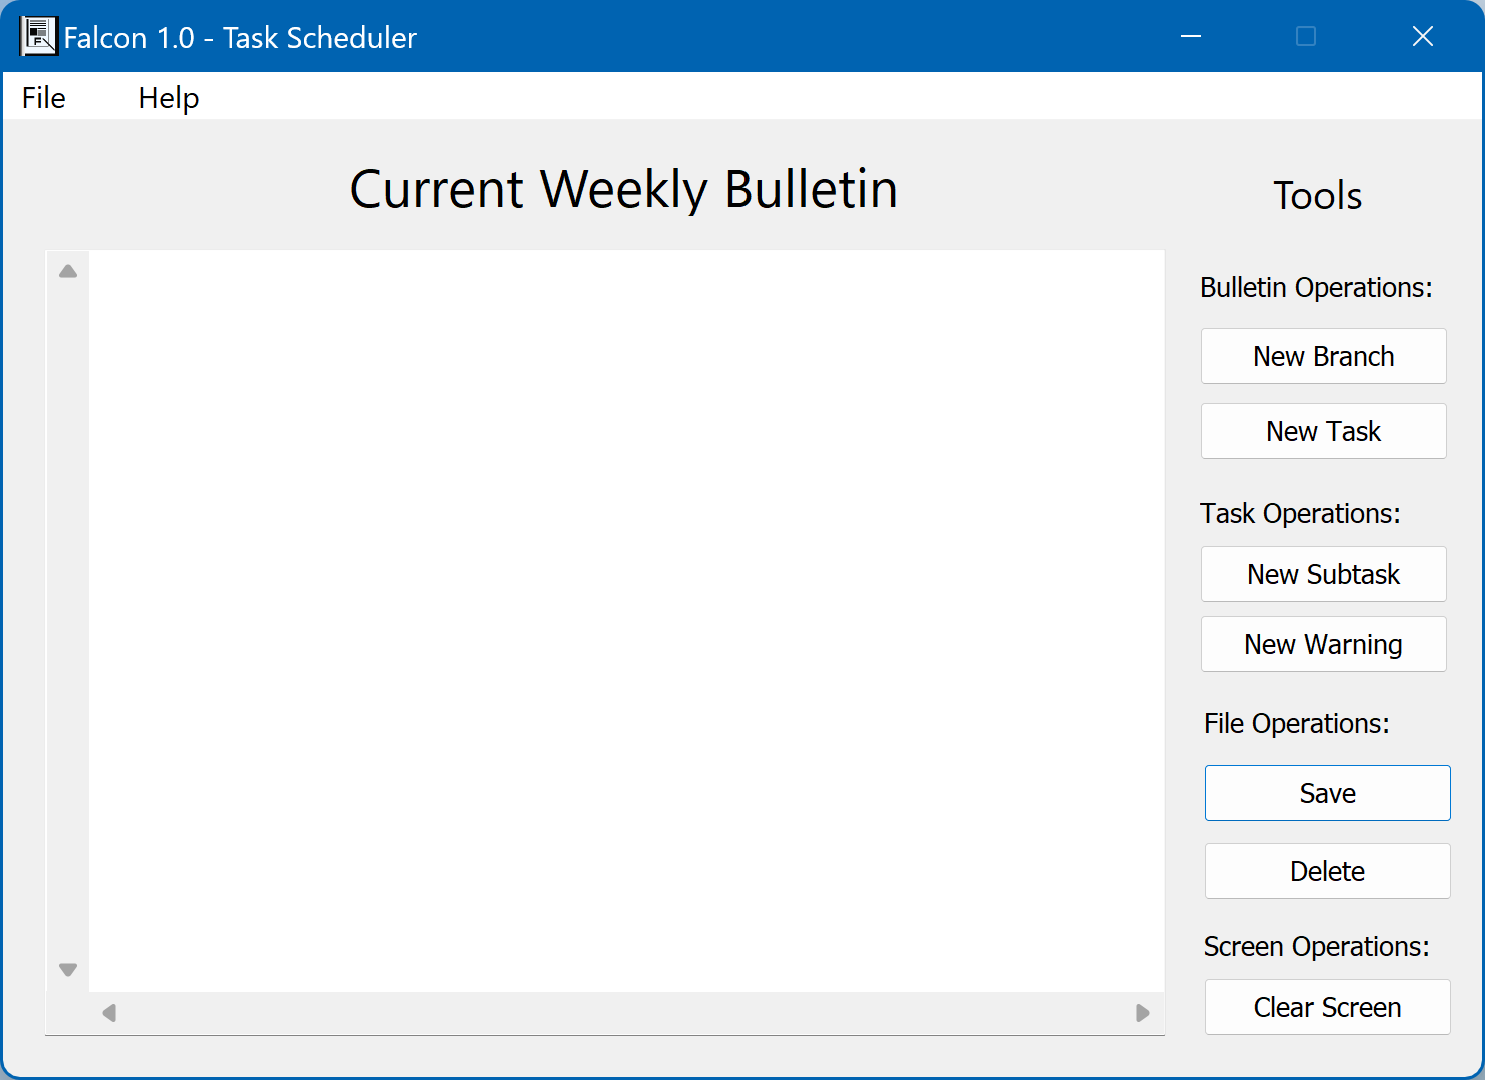 Falcon 1.0 - Task Scheduler
File Help
Current Weekly Bulletin
Tools
Bulletin Operations:
New Branch
New Task
Task Operations:
New Subtask
New Warning
File Operations:
Save
Delete
Screen Operations:
Clear Screen